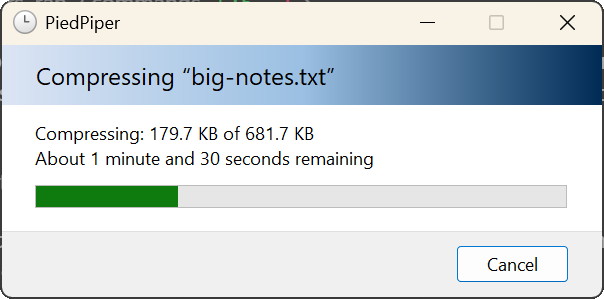 PiedPiper
Compressing “big-notes.txt”
Compressing: 179.7 KB of 681.7 KB
About 1 minute and 30 seconds remaining
Cancel